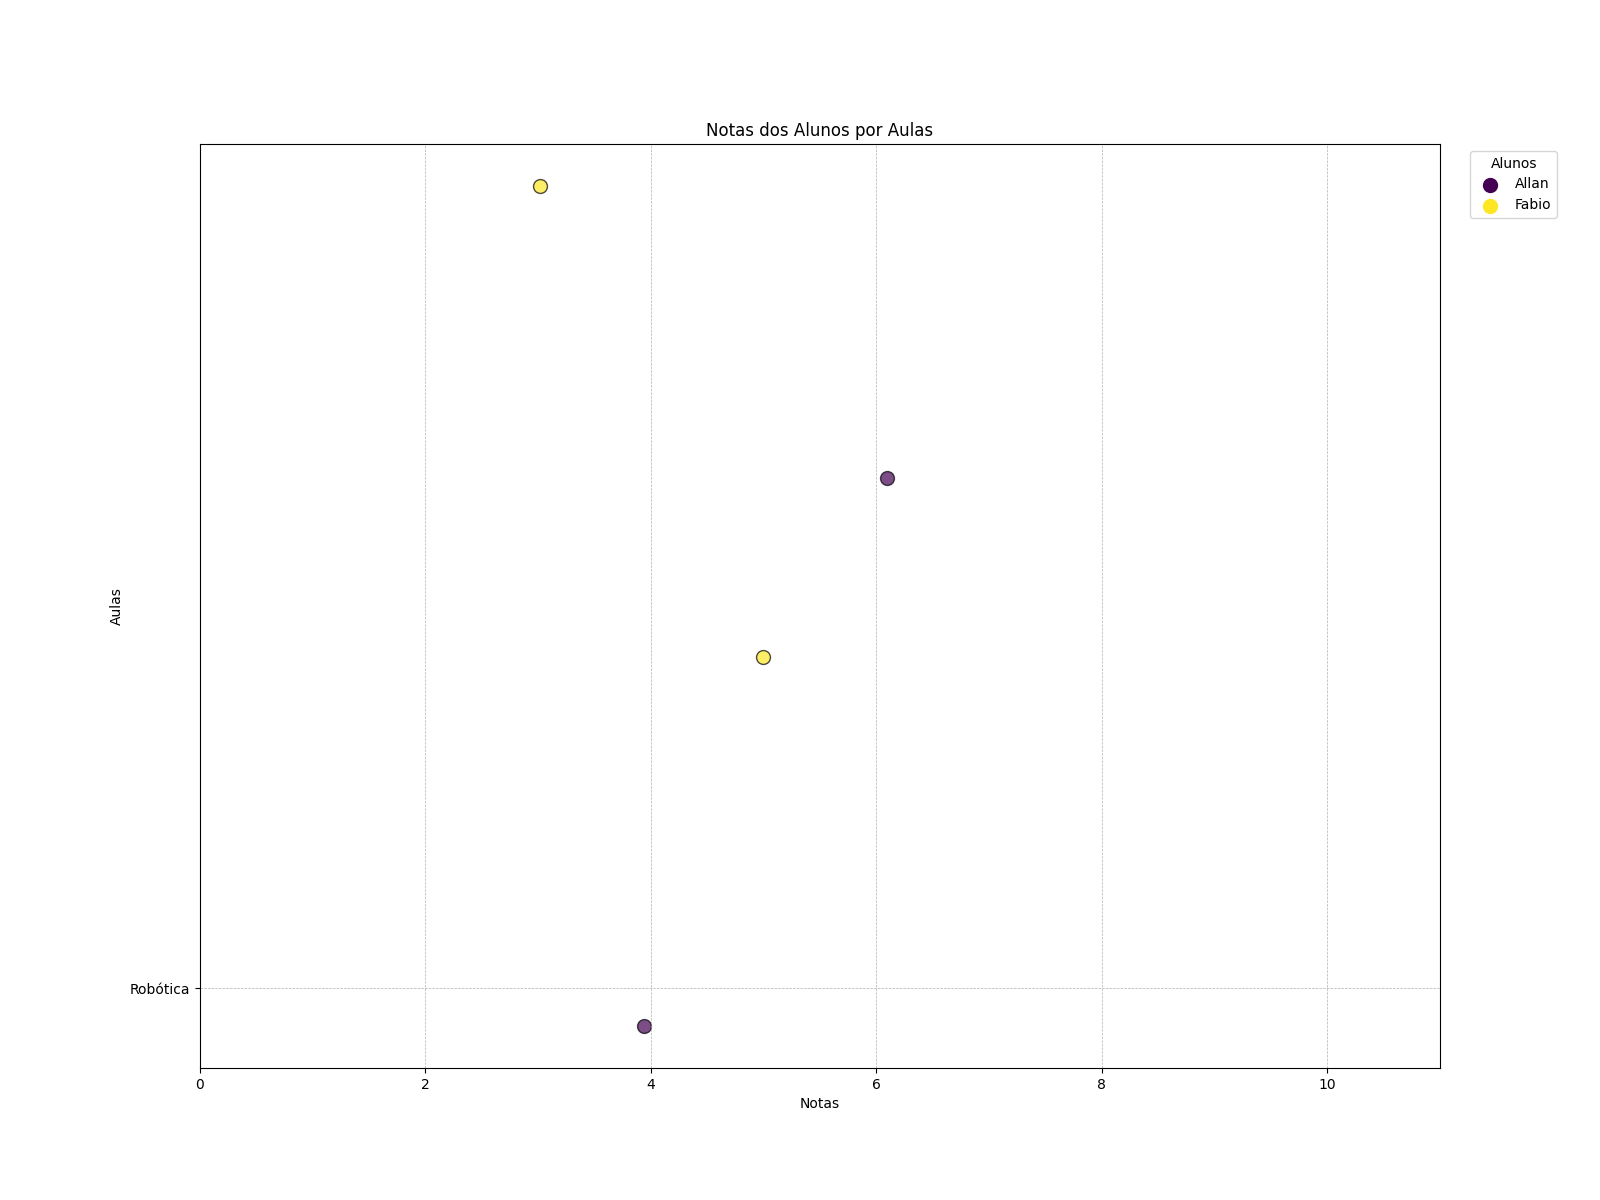 Notas dos Alunos por Aulas
Alunos
Allan
Fabio
Aulas
Robótica
0 2 4 6 8 10
Notas